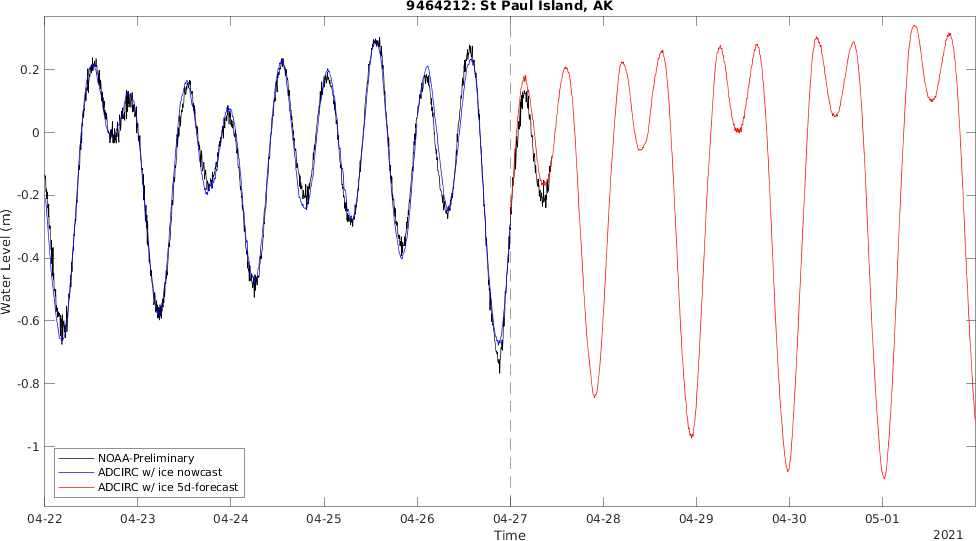 9464212: St Paul Island, AK
Water Level (m)
0.2
0
-0.2
-0.4
-0.6
-0.8
-1
NOAA-Preliminary
ADCIRC w/ ice nowcast
ADCIRC w/ ice 5d-forecast
04-22 04-23 04-24 04-25 04-26 04-27 04-28 04-29 04-30 05-01
Time
2021